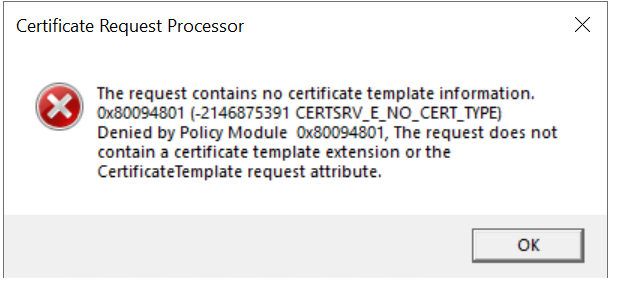 Certificate Request Processor
The request contains no certificate template information.
0x80094801 (-2146875391 CERTSRV_E_NO_CERT_TYPE)
Denied by Policy Module  0x80094801, The request does not
contain a certificate template extension or the
CertificateTemplate request attribute.
OK